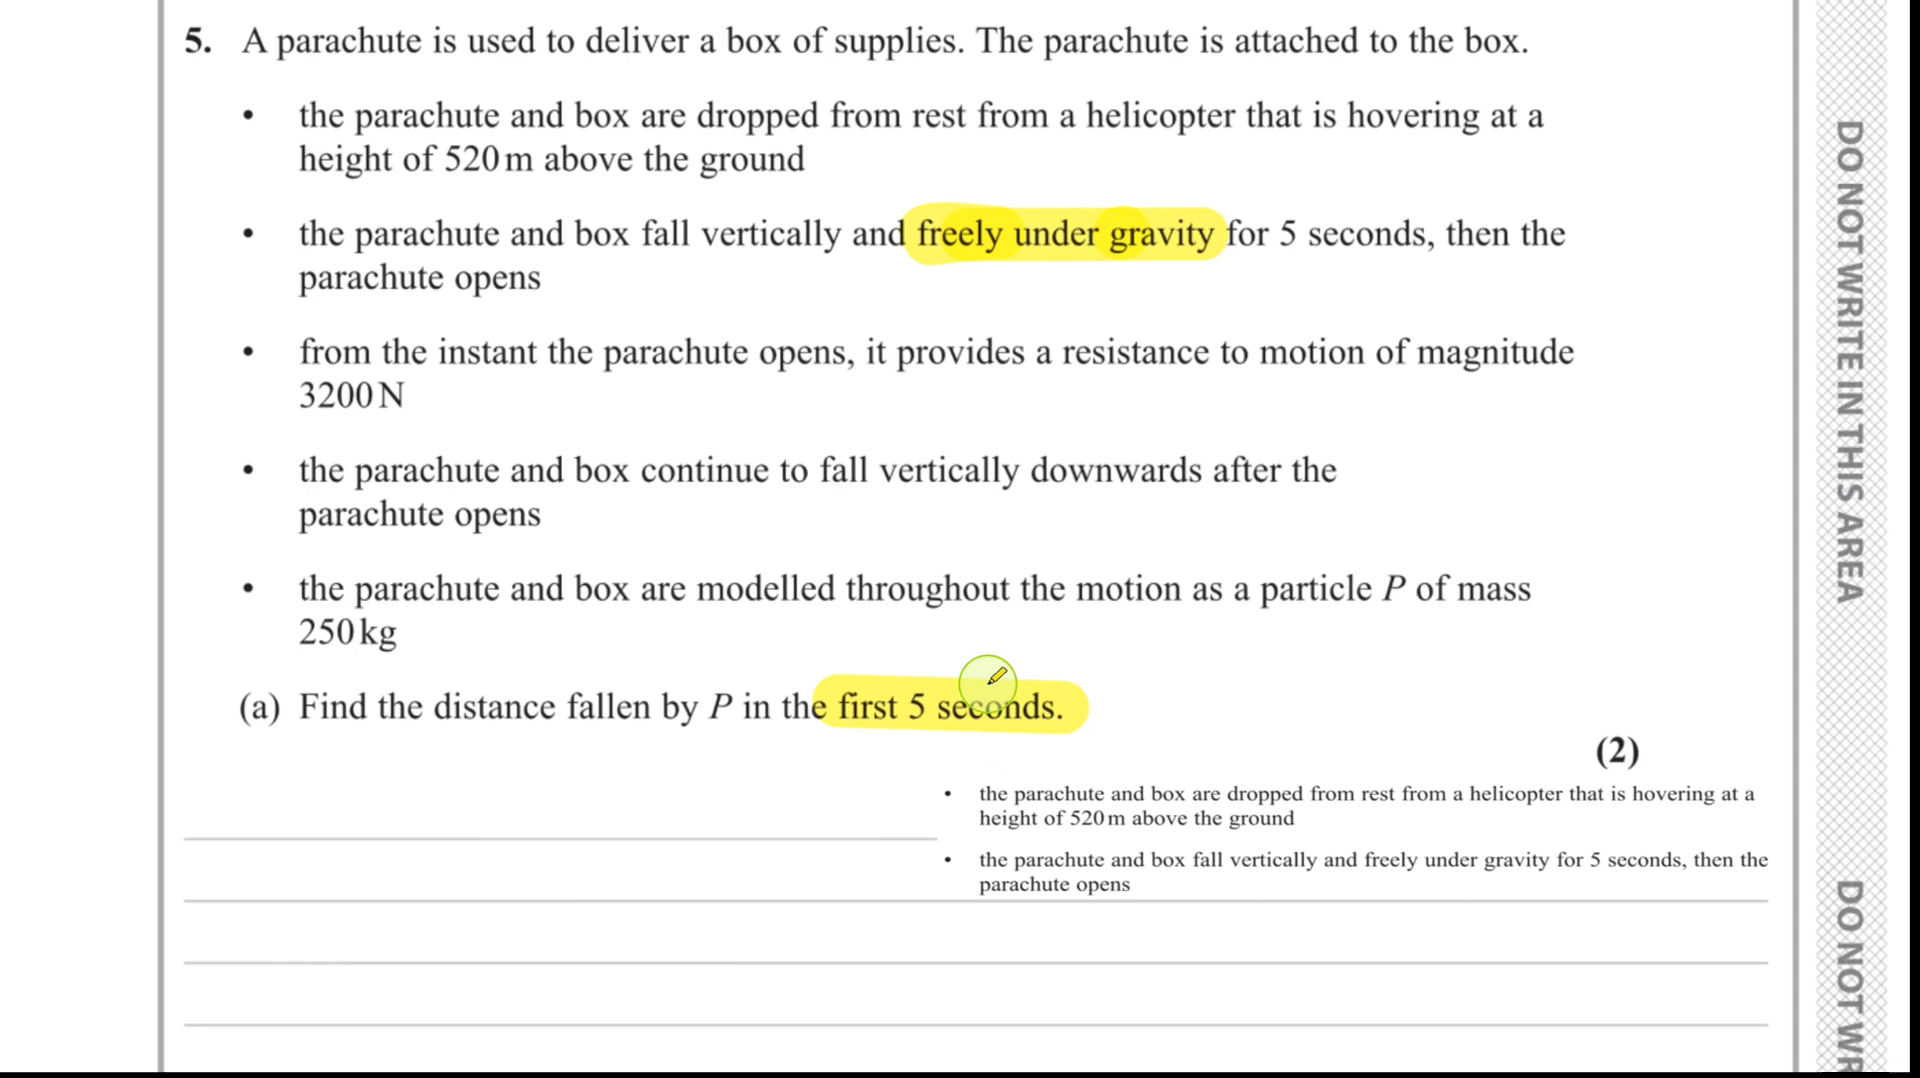 5. A parachute is used to deliver a box of supplies. The parachute is attached to the box.
• the parachute and box are dropped from rest from a helicopter that is hovering at a
height of 520 m above the ground
• the parachute and box fall vertically and freely under gravity for 5 seconds, then the
parachute opens
• from the instant the parachute opens, it provides a resistance to motion of magnitude
3200 N
• the parachute and box continue to fall vertically downwards after the
parachute opens
• the parachute and box are modelled throughout the motion as a particle P of mass
250 kg
(a) Find the distance fallen by P in the first 5 seconds.
(2)
• the parachute and box are dropped from rest from a helicopter that is hovering at a
height of 520 m above the ground
• the parachute and box fall vertically and freely under gravity for 5 seconds, then the
parachute opens
DO NOT WRITE IN THIS AREA
DO NOT WR